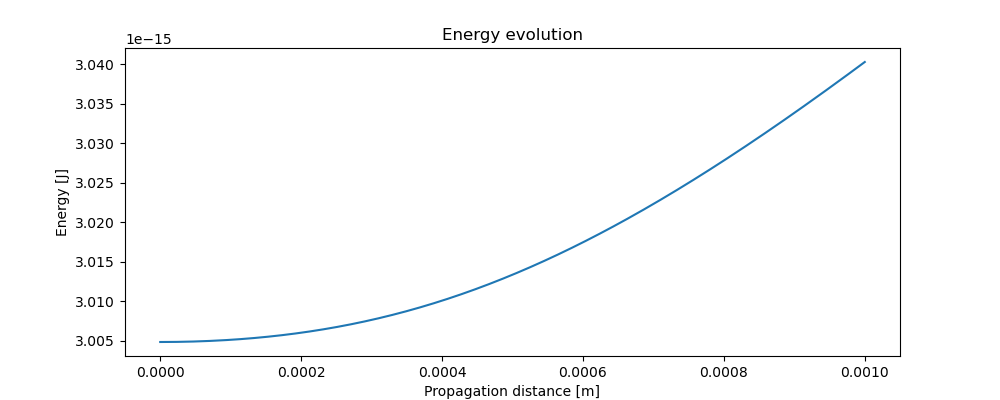 Energy evolution
1e−15
3.040
3.035
3.030
3.025
3.020
3.015
3.010
3.005
Energy [J]
0.0000 0.0002 0.0004 0.0006 0.0008 0.0010
Propagation distance [m]